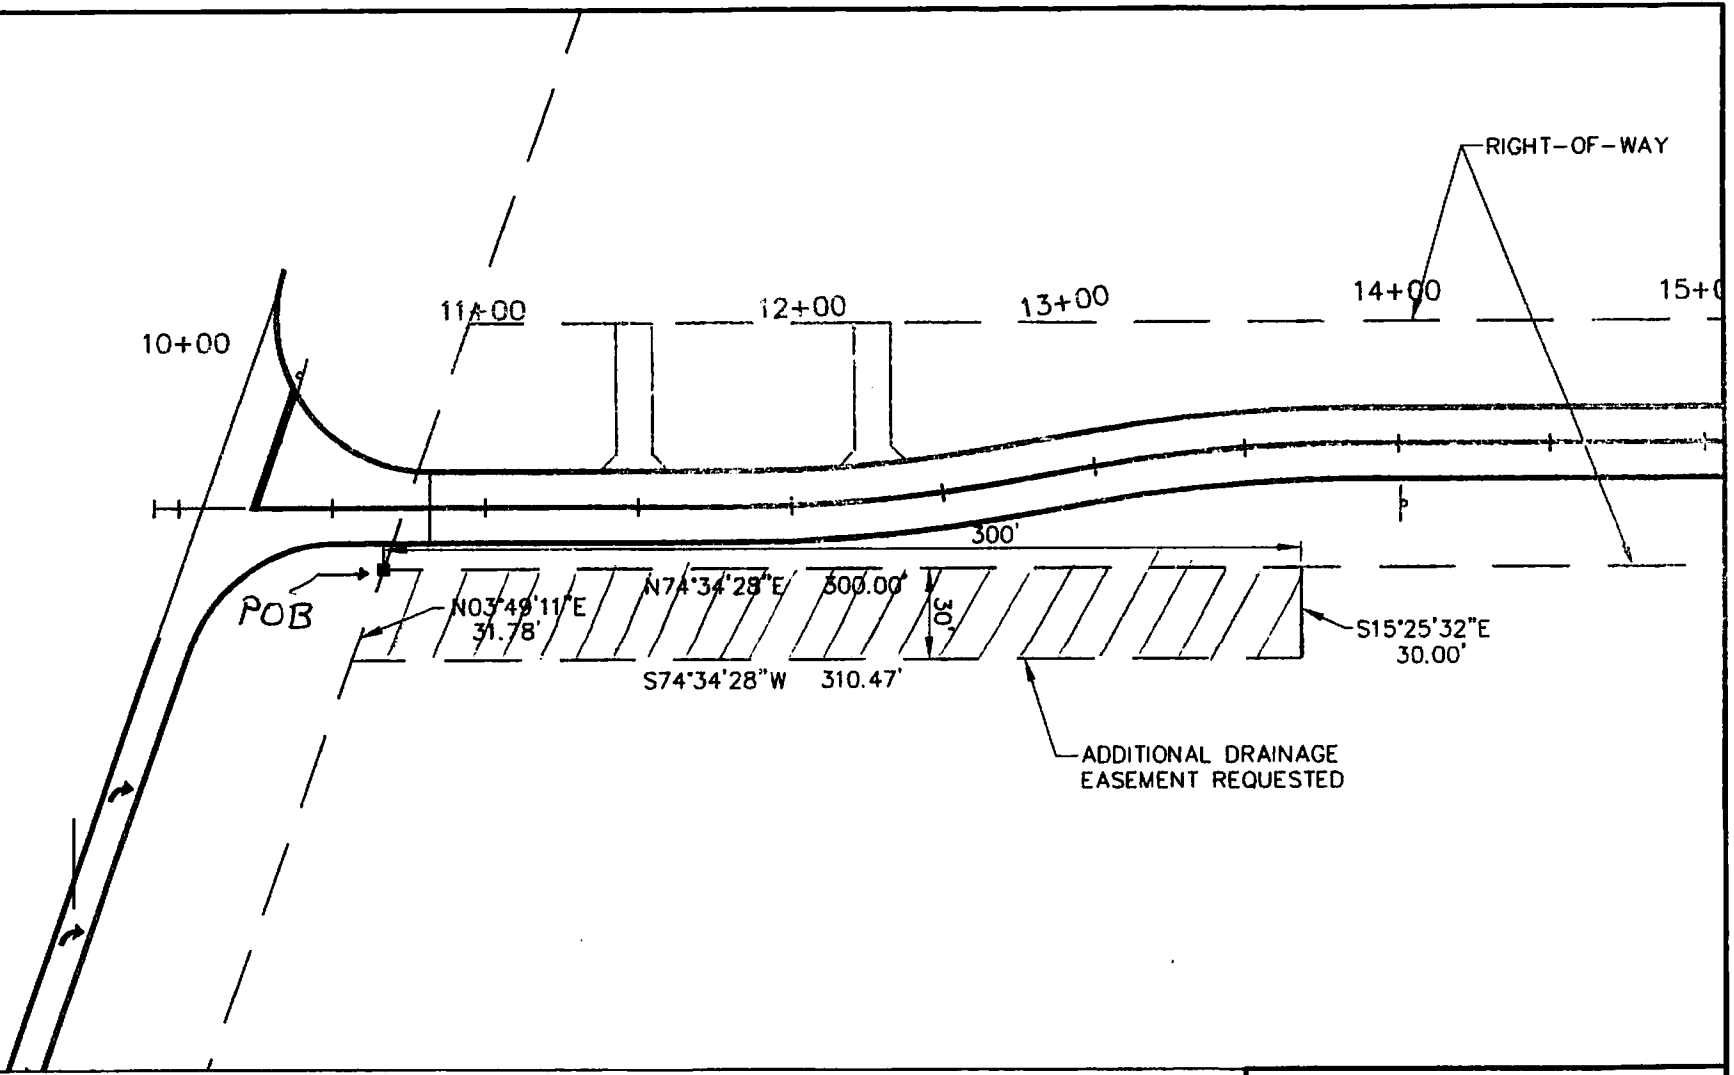 RIGHT-OF-WAY
10+00
11+00
12+00
13+00
14+00
15+0
300'
POB
N74°34'28"E 300.00'
N03°49'11"E
31.78'
30'
S15°25'32"E
30.00'
S74°34'28"W 310.47'
ADDITIONAL DRAINAGE
EASEMENT REQUESTED